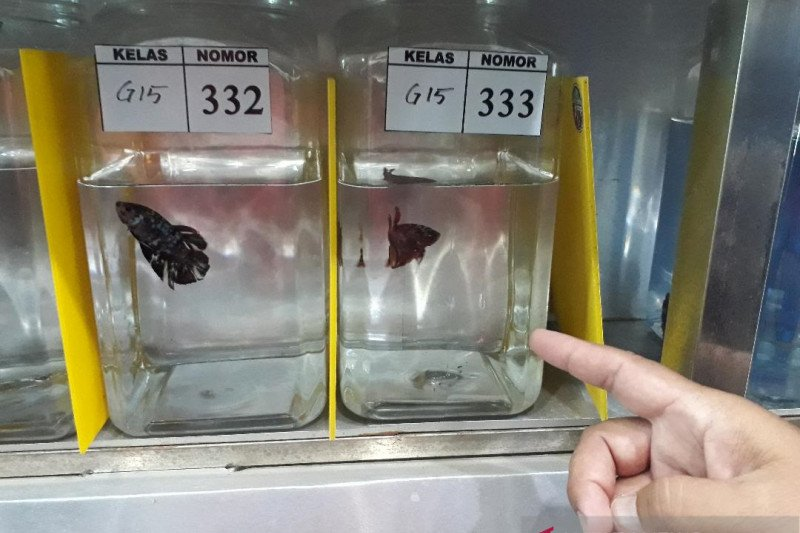 KELAS NOMOR
G15 332
KELAS NOMOR
G15 333